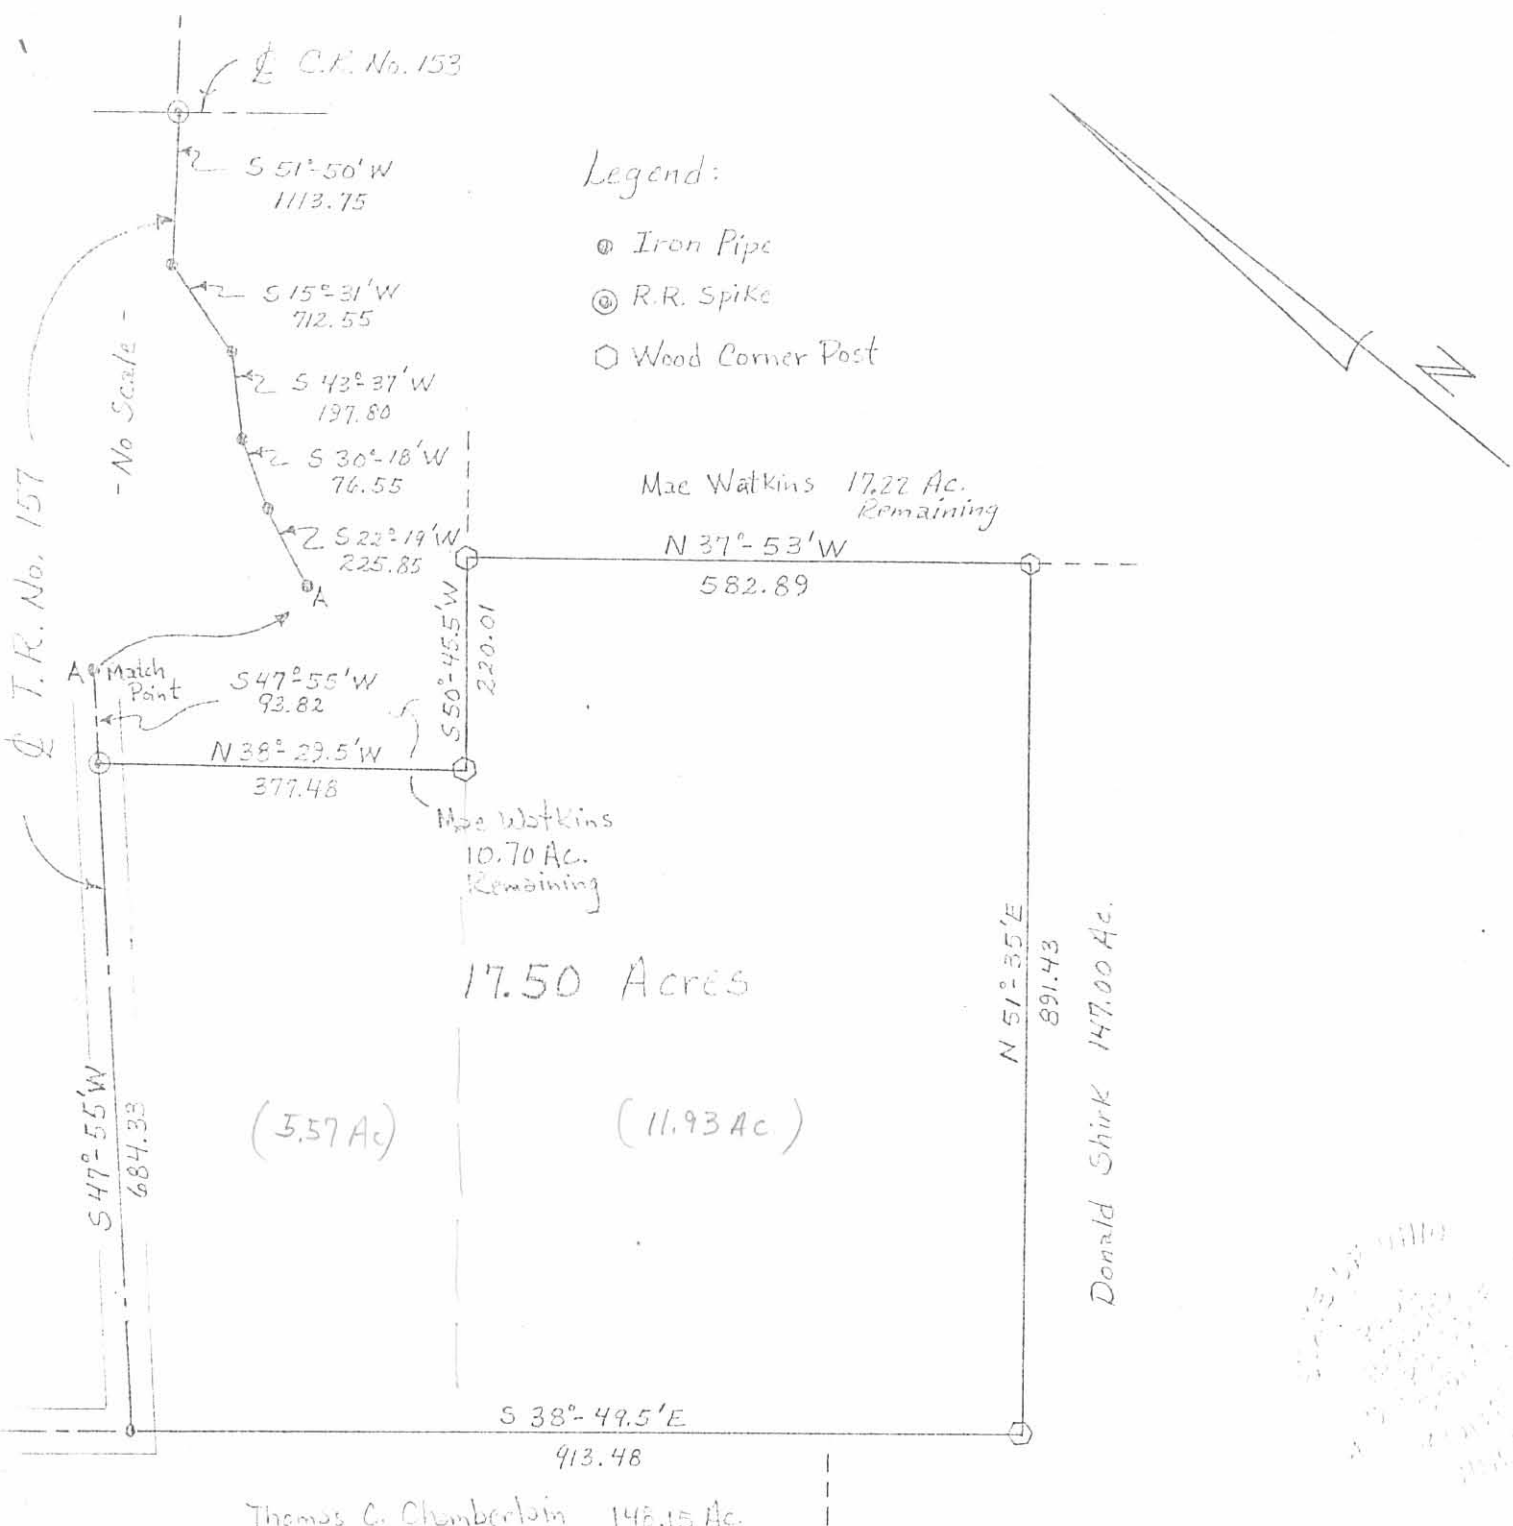 ℄ C.R. No. 153
S 51°-50' W
1113.75
S 15°-31' W
712.55
S 43°-37' W
197.80
S 30°-18' W
76.55
S 22°-19' W
225.85
A
Legend:
Iron Pipe
R.R. Spike
Wood Corner Post
N
- No Scale -
℄ T.R. No. 157
Mae Watkins 17.22 Ac.
Remaining
N 37°-53' W
582.89
S 50°-45.5' W
220.01
A Match
Point
S 47°-55' W
93.82
N 38°-29.5' W
377.48
Mae Watkins
10.70 Ac.
Remaining
17.50 Acres
(5.57 Ac)
(11.93 Ac)
N 51°-35' E
891.43
Donald Shirk 147.00 Ac.
S 47°-55' W
684.33
S 38°-49.5' E
913.48
Thomas C. Chamberlain 148.15 Ac.